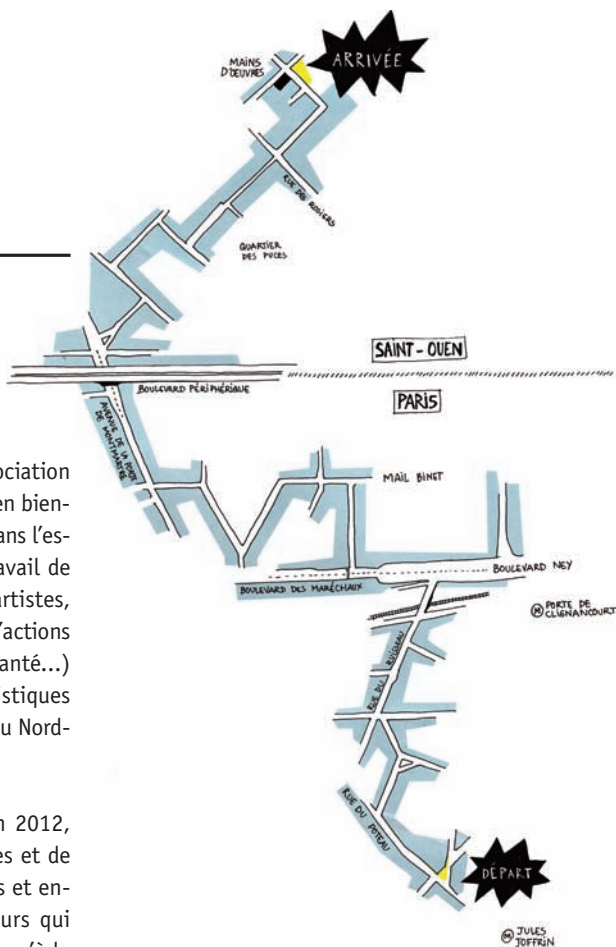 MAINS
D'ŒUVRES
ARRIVÉE
RUE DES ROSIERS
QUARTIER
DES PUCES
SAINT-OUEN
BOULEVARD PÉRIPHÉRIQUE
PARIS
AVENUE DE LA PORTE
DE MONTMARTRE
MAIL BINET
BOULEVARD NEY
BOULEVARD DES MARÉCHAUX
M PORTE DE
CLIGNANCOURT
RUE DU RUISSEAU
RUE DU POTEAU
DÉPART
M JULES
JOFFRIN
ociation
en bien-
ans l'es-
avail de
artistes,
'actions
anté...)
istiques
u Nord-
n 2012,
es et de
s et en-
urs qui